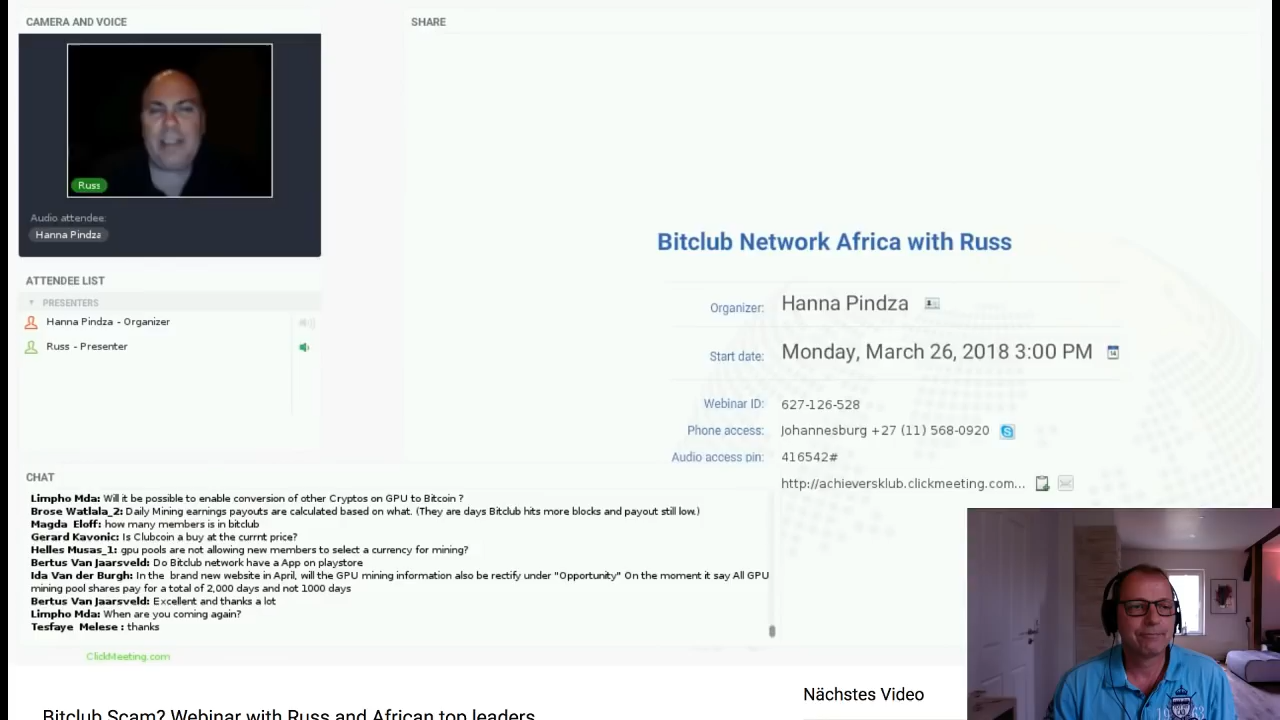 CAMERA AND VOICE
SHARE
Russ
Audio attendee:
Hanna Pindza
ATTENDEE LIST
PRESENTERS
Hanna Pindza - Organizer
Russ - Presenter
Bitclub Network Africa with Russ
Organizer: Hanna Pindza
Start date: Monday, March 26, 2018 3:00 PM
Webinar ID: 627-126-528
Phone access: Johannesburg +27 (11) 568-0920
Audio access pin: 416542#
http://achieversklub.clickmeeting.com...
CHAT
Limpho Mda: Will it be possible to enable conversion of other Cryptos on GPU to Bitcoin ?
Brose Watlala_2: Daily Mining earnings payouts are calculated based on what. (They are days Bitclub hits more blocks and payout still low.)
Magda Eloff: how many members is in bitclub
Gerard Kavonic: Is Clubcoin a buy at the currnt price?
Helles Musas_1: gpu pools are not allowing new members to select a currency for mining?
Bertus Van Jaarsveld: Do Bitclub network have a App on playstore
Ida Van der Burgh: In the brand new website in April, will the GPU mining information also be rectify under "Opportunity" On the moment it say All GPU
mining pool shares pay for a total of 2,000 days and not 1000 days
Bertus Van Jaarsveld: Excellent and thanks a lot
Limpho Mda: When are you coming again?
Tesfaye Melese : thanks
ClickMeeting.com
Nächstes Video
Bitclub Scam? Webinar with Russ and African top leaders